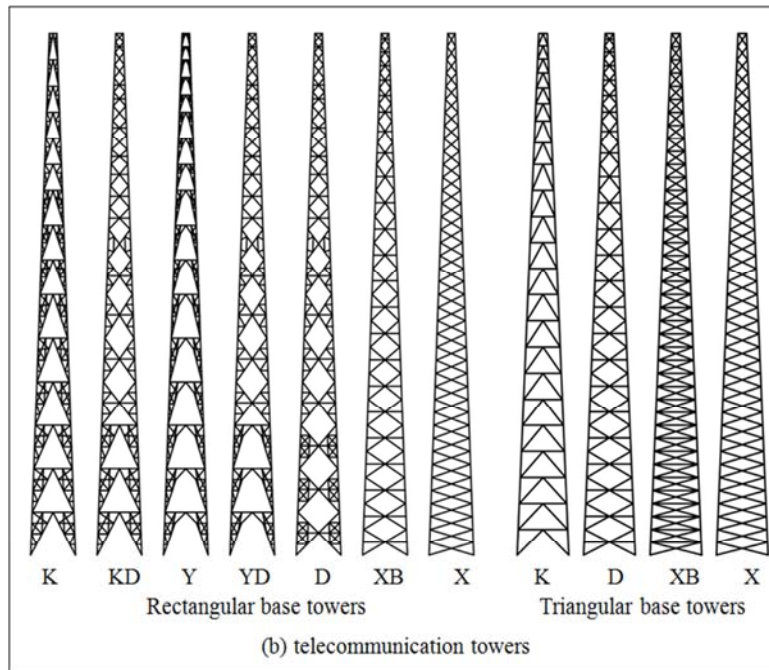 K KD Y YD D XB X K D XB X
Rectangular base towers Triangular base towers
(b) telecommunication towers